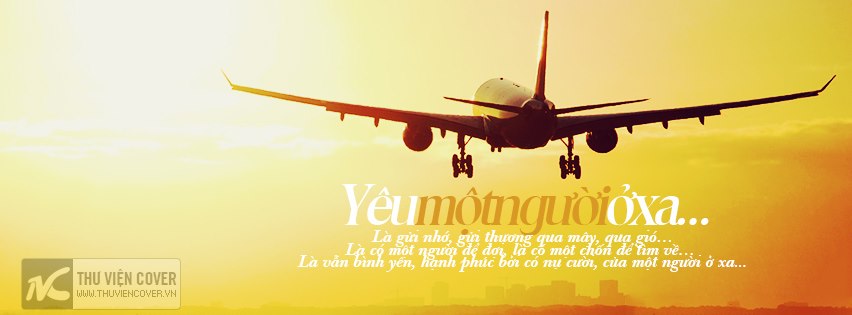 Yêu một người ở xa...
Là gửi nhớ, gửi thương qua mây, qua gió...
Là có một người để đợi, là có một chốn để tìm về...
Là vẫn bình yên, hạnh phúc bởi có nụ cười, của một người ở xa...
THƯ VIỆN COVER
WWW.THUVIENCOVER.VN